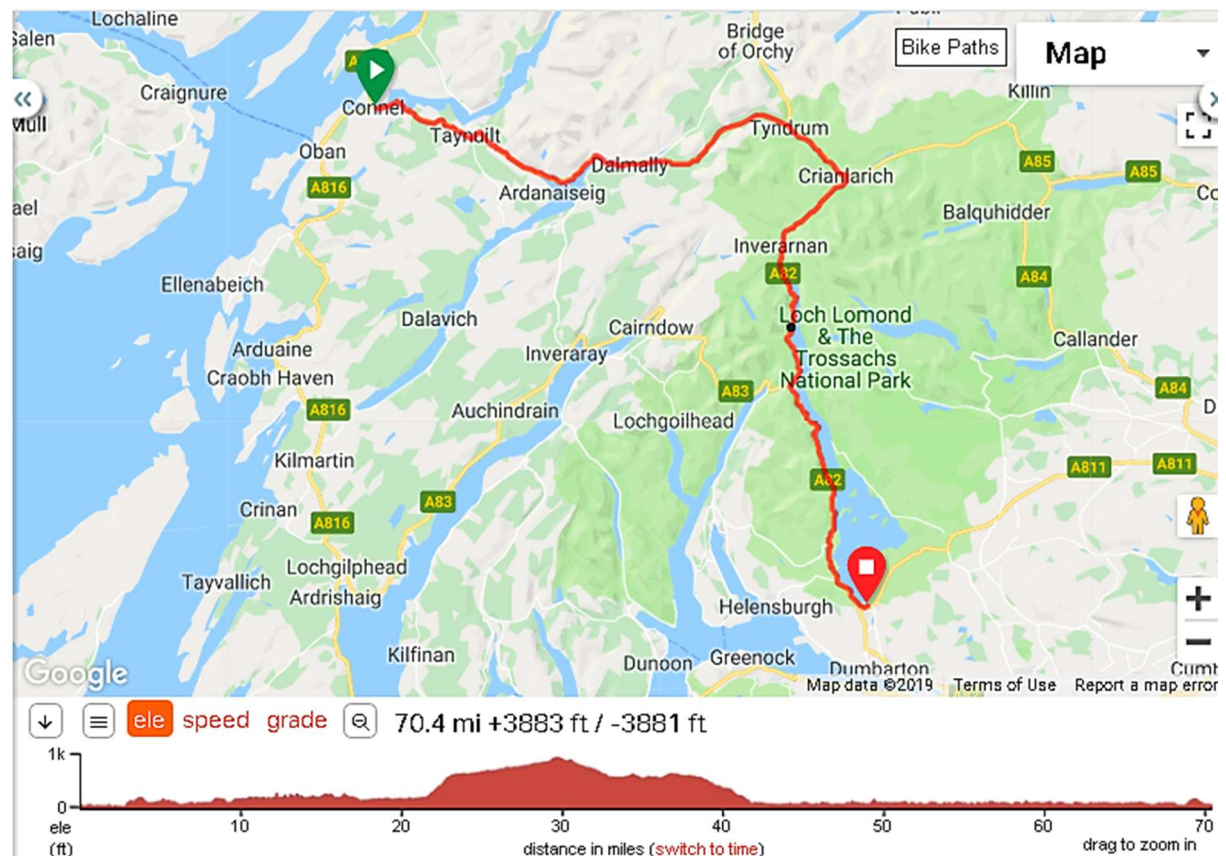 Lochaline
Salen
Bridge
of Orchy
Bike Paths
Map
«
Craignure
Killin
Mull
Connel
Taynuilt
Tyndrum
Oban
Dalmally
A85
A85
A816
Ardanaiseig
Crianlarich
Balquhidder
Inverarnan
A82
A84
Ellenabeich
Dalavich
Cairndow
Loch Lomond
& The
Trossachs
National Park
Callander
Arduaine
Inveraray
Craobh Haven
A83
A84
A816
Auchindrain
Lochgoilhead
Kilmartin
A82
A811
A811
Crinan
A83
A816
Lochgilphead
Tayvallich
Ardrishaig
Helensburgh
+
−
Kilfinan
Dunoon
Greenock
Dumbarton
Google
Map data ©2019 Terms of Use Report a map error
ele speed grade 70.4 mi +3883 ft / -3881 ft
1k
0
ele
(ft)
10 20 30 40 50 60 70
distance in miles (switch to time)
drag to zoom in